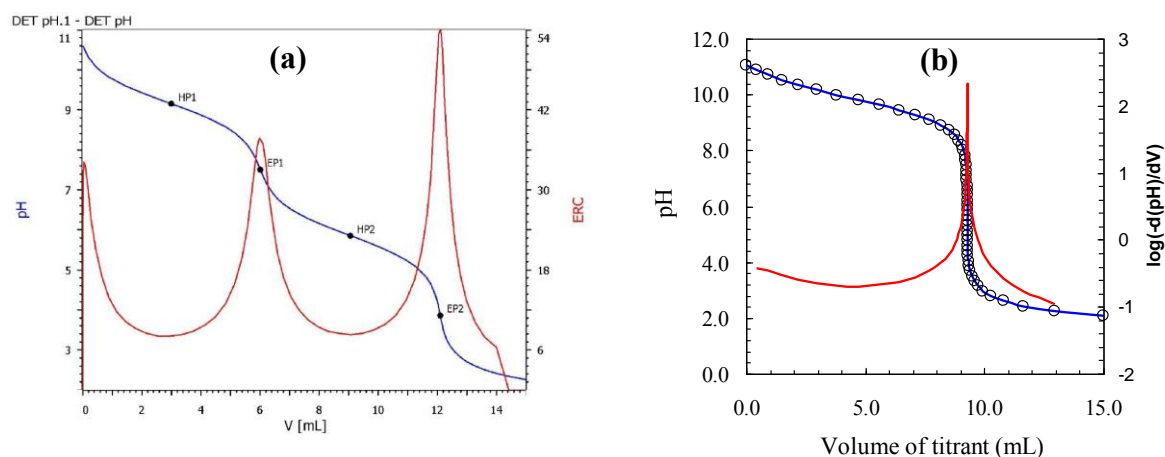 DET pH.1 - DET pH
(a)
11
9
7
5
3
pH
54
42
30
18
6
ERC
HP1
EP1
HP2
EP2
0
2
4
6
8
10
12
14
V [mL]
(b)
12.0
10.0
8.0
6.0
4.0
2.0
0.0
pH
3
2
1
0
-1
-2
log(-d(pH)/dV)
0.0
5.0
10.0
15.0
Volume of titrant (mL)